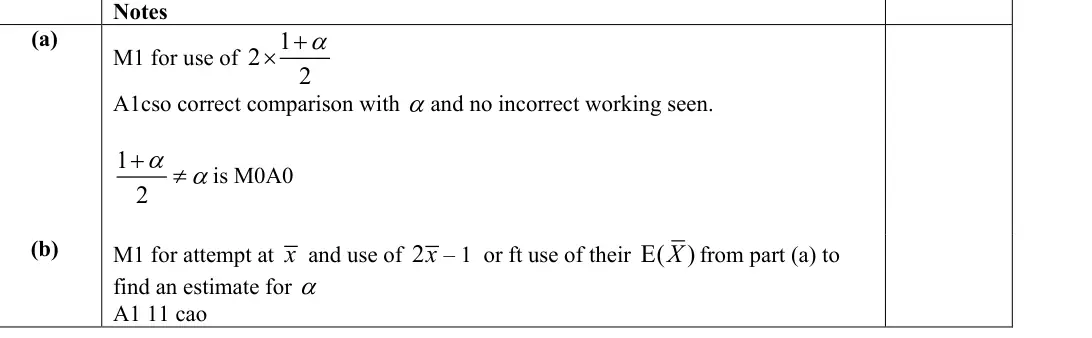 Notes
(a)
M1 for use of 2×(1+α)/2
A1cso correct comparison with α and no incorrect working seen.
(1+α)/2 ≠ α is M0A0
(b)
M1 for attempt at x̄ and use of 2x̄ – 1 or ft use of their E(X̄) from part (a) to
find an estimate for α
A1 11 cao